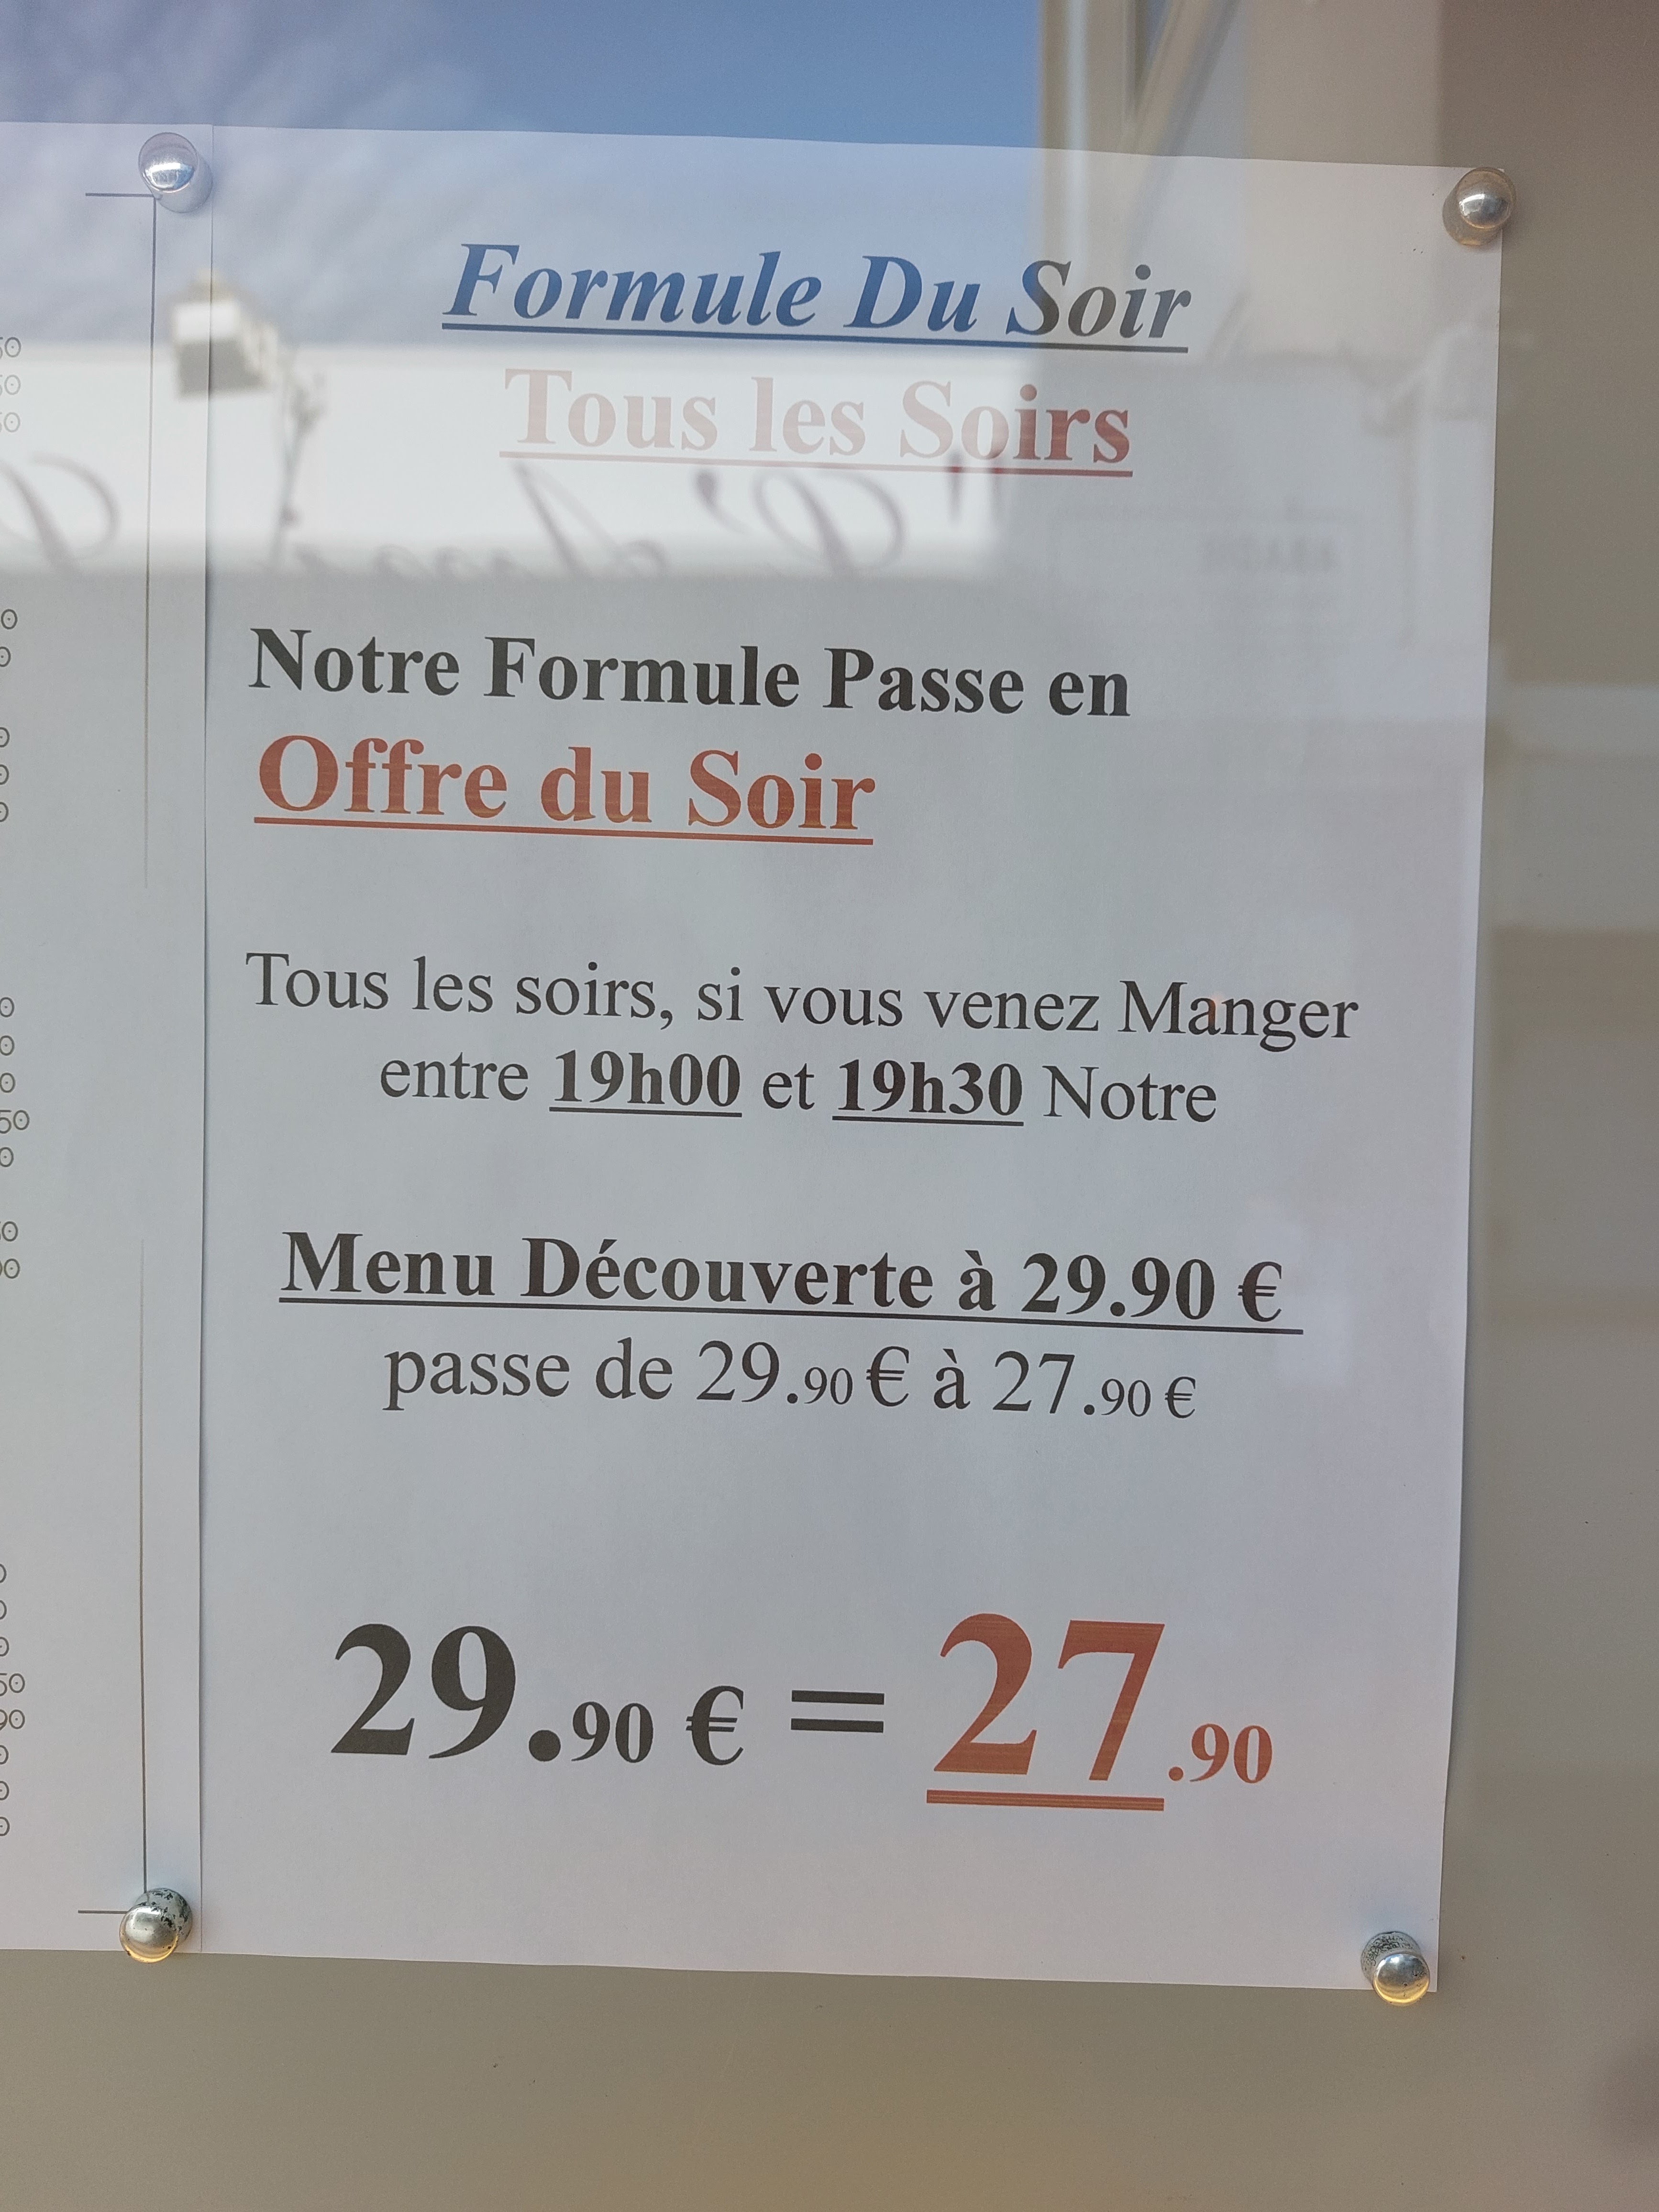 Formule Du Soir
Tous les Soirs
Notre Formule Passe en
Offre du Soir
Tous les soirs, si vous venez Manger
entre 19h00 et 19h30 Notre
Menu Découverte à 29.90 €
passe de 29.90 € à 27.90 €
29.90 € = 27.90